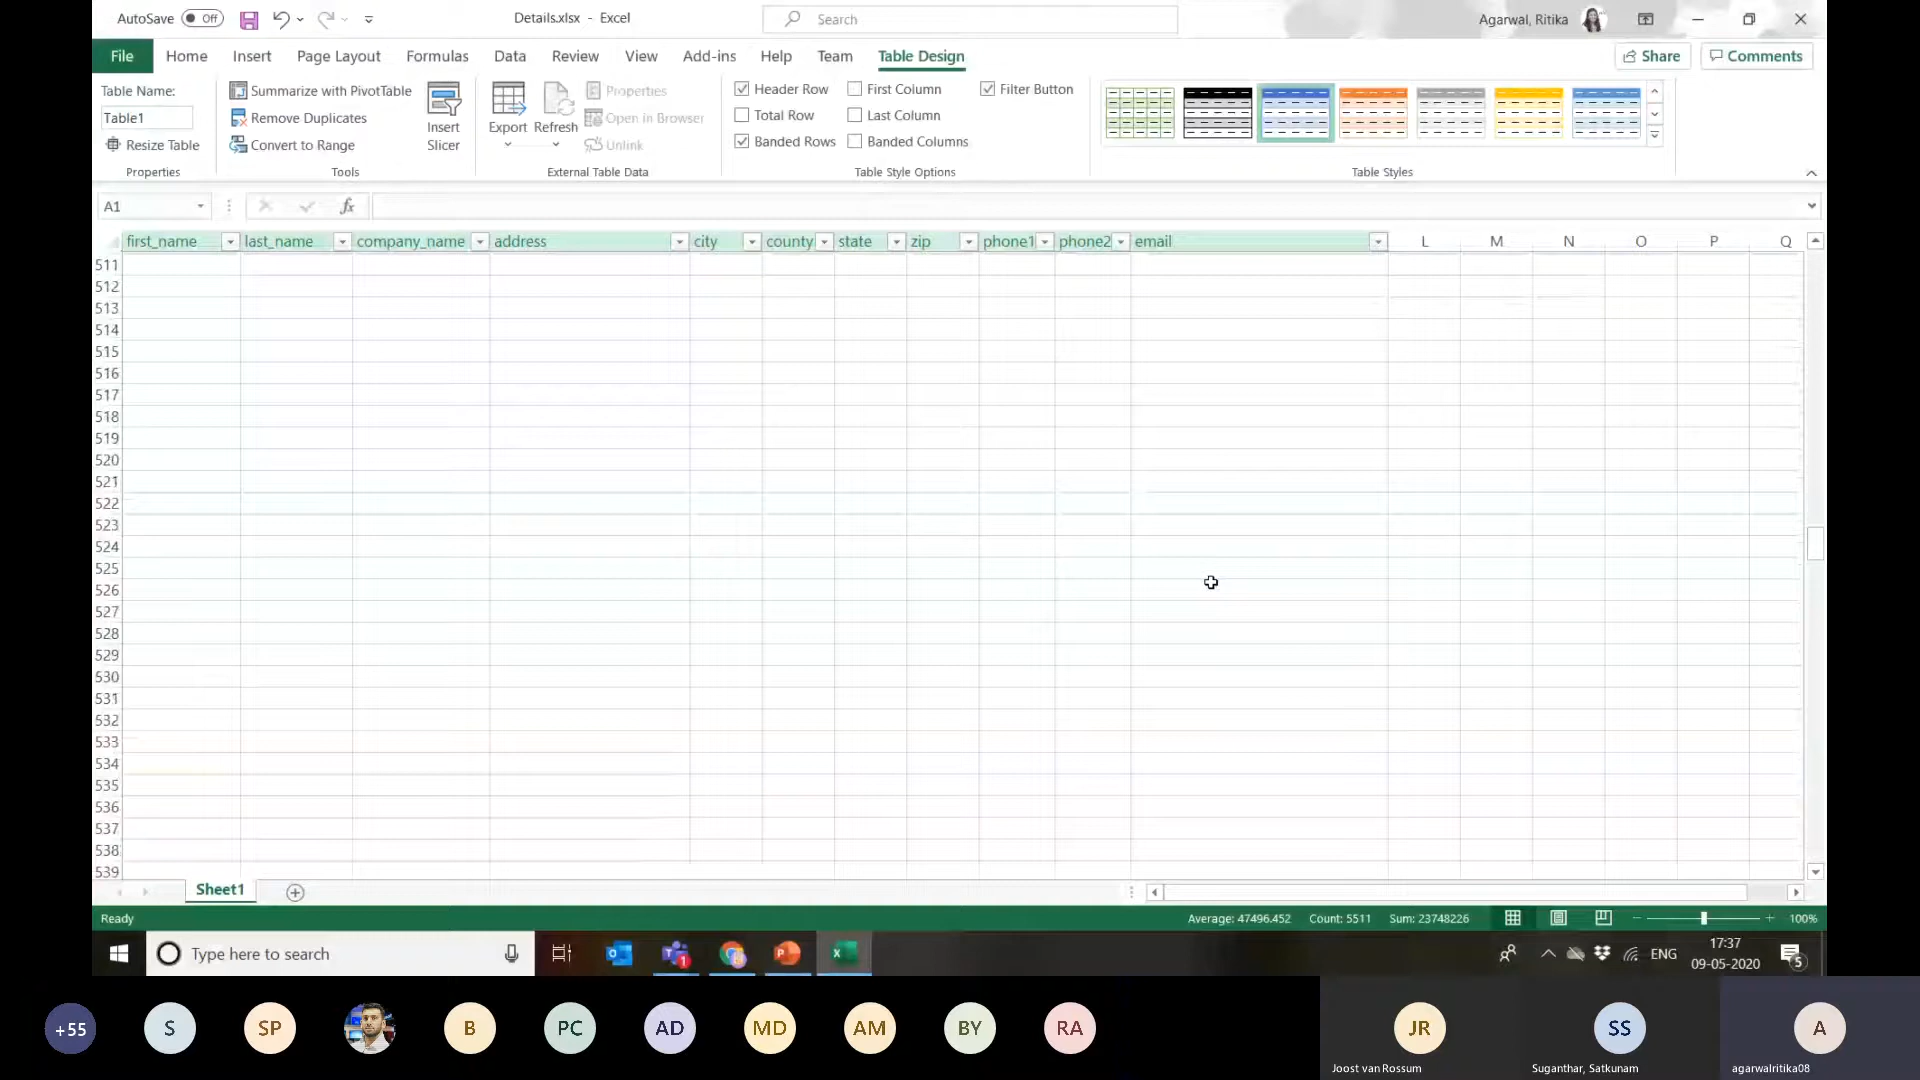 AutoSave Off Details.xlsx - Excel Search Agarwal, Ritika
File Home Insert Page Layout Formulas Data Review View Add-ins Help Team Table Design Share Comments
Table Name:
Table1
Resize Table
Properties
Summarize with PivotTable
Remove Duplicates
Convert to Range
Insert
Slicer
Tools
Export Refresh
Properties
Open in Browser
Unlink
External Table Data
Header Row First Column Filter Button
Total Row Last Column
Banded Rows Banded Columns
Table Style Options
Table Styles
A1 fx
first_name last_name company_name address city county state zip phone1 phone2 email L M N O P Q
511
512
513
514
515
516
517
518
519
520
521
522
523
524
525
526
527
528
529
530
531
532
533
534
535
536
537
538
539
Sheet1
Ready Average: 47496.452 Count: 5511 Sum: 23748226 100%
Type here to search ENG 17:37
09-05-2020 5
+55 S SP B PC AD MD AM BY RA JR SS A
Joost van Rossum Suganthar, Satkunam agarwalritika08